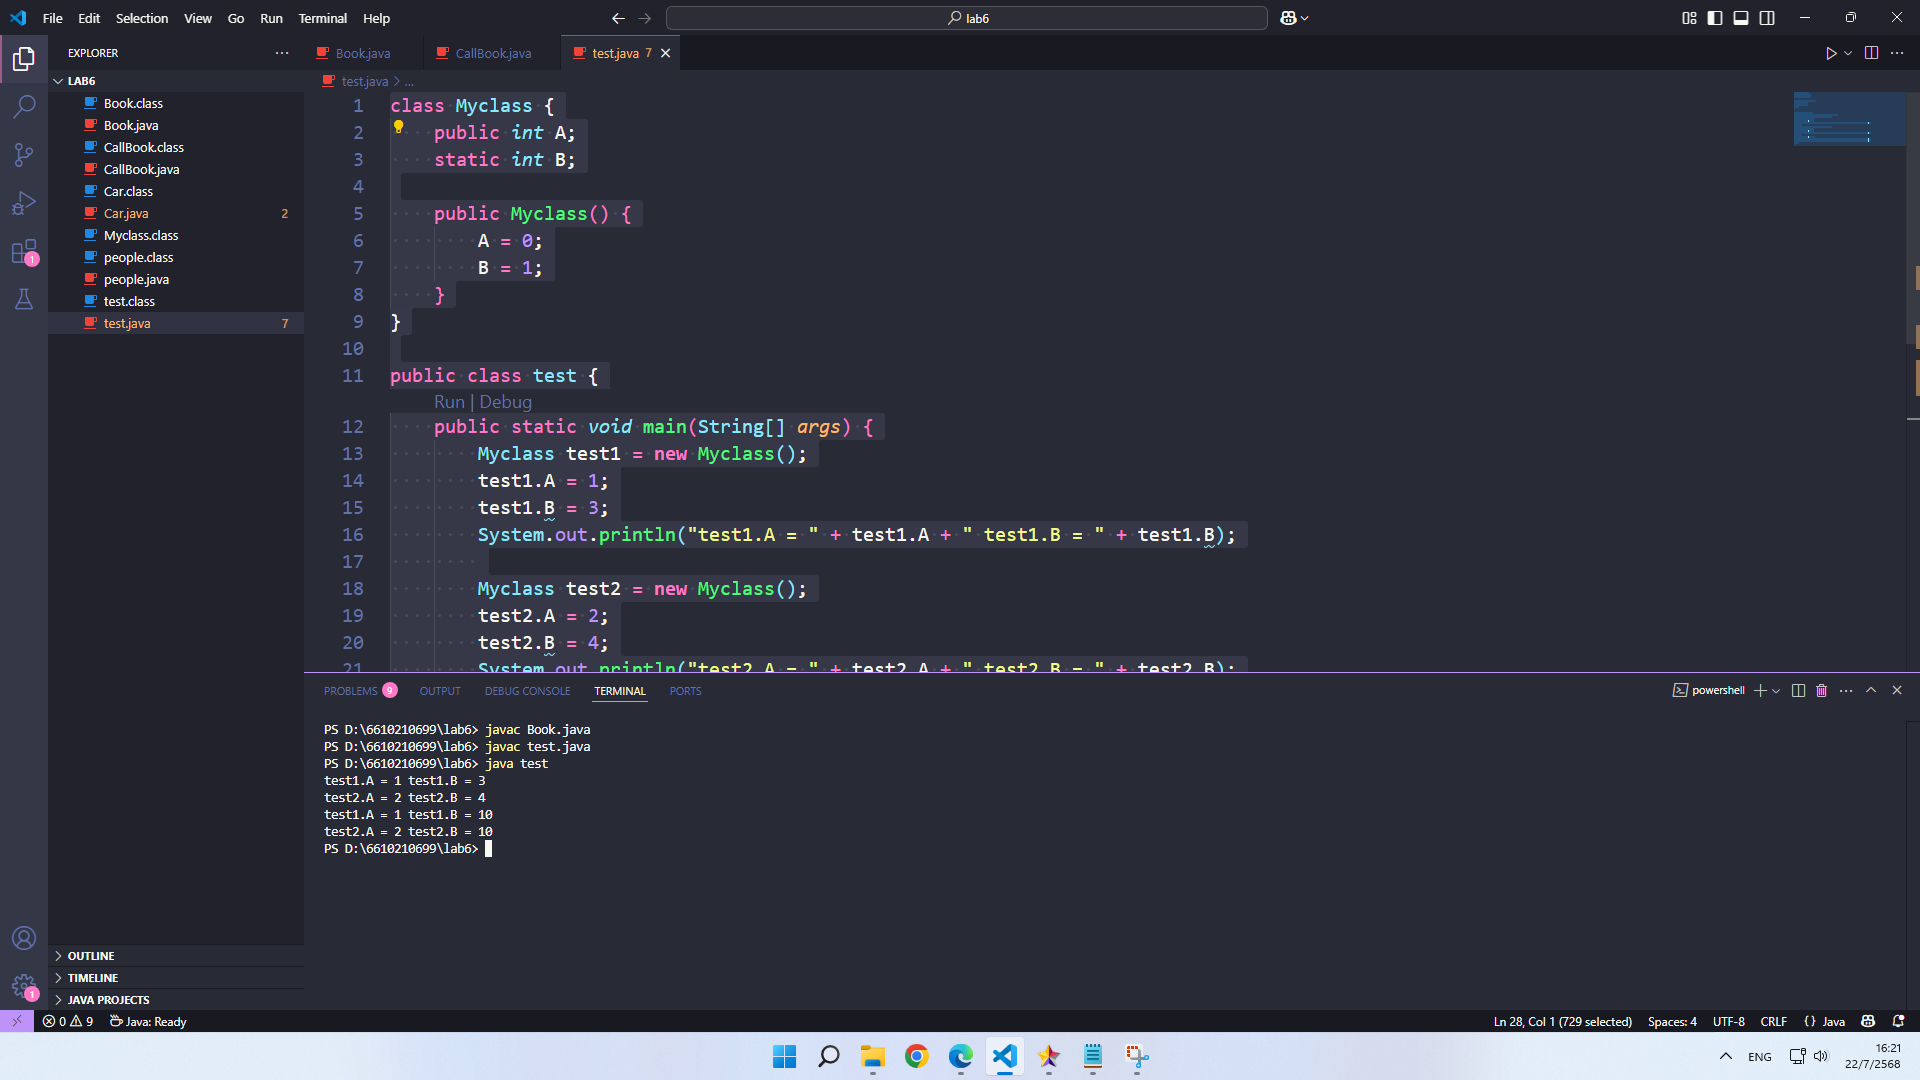 File Edit Selection View Go Run Terminal Help
lab6
EXPLORER
LAB6
Book.class
Book.java
CallBook.class
CallBook.java
Car.class
Car.java 2
Myclass.class
people.class
people.java
test.class
test.java 7
OUTLINE
TIMELINE
JAVA PROJECTS
1
1
Book.java CallBook.java test.java 7
test.java > ...
1 class Myclass {
2 public int A;
3 static int B;
4
5 public Myclass() {
6 A = 0;
7 B = 1;
8 }
9 }
10
11 public class test {
Run | Debug
12 public static void main(String[] args) {
13 Myclass test1 = new Myclass();
14 test1.A = 1;
15 test1.B = 3;
16 System.out.println("test1.A = " + test1.A + " test1.B = " + test1.B);
17
18 Myclass test2 = new Myclass();
19 test2.A = 2;
20 test2.B = 4;
21 System.out.println("test2.A = " + test2.A + " test2.B = " + test2.B);
PROBLEMS 9 OUTPUT DEBUG CONSOLE TERMINAL PORTS
powershell
PS D:\6610210699\lab6> javac Book.java
PS D:\6610210699\lab6> javac test.java
PS D:\6610210699\lab6> java test
test1.A = 1 test1.B = 3
test2.A = 2 test2.B = 4
test1.A = 1 test1.B = 10
test2.A = 2 test2.B = 10
PS D:\6610210699\lab6>
0 9 Java: Ready
Ln 28, Col 1 (729 selected) Spaces: 4 UTF-8 CRLF {} Java
ENG
16:21
22/7/2568